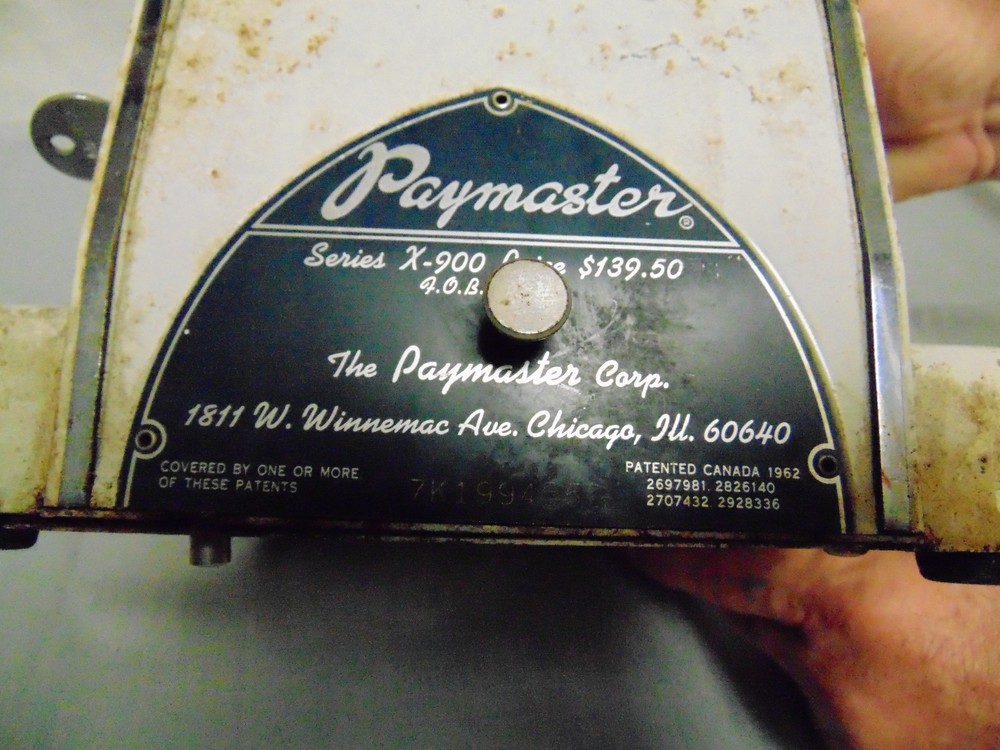 Paymaster®
Series X-900 $139.50
F.O.B.
The Paymaster Corp.
1811 W. Winnemac Ave. Chicago, Ill. 60640
COVERED BY ONE OR MORE
OF THESE PATENTS
PATENTED CANADA 1962
2697981. 2826140
2707432 2928336